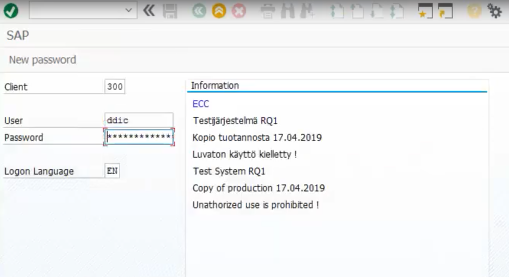 SAP
New password
Client 300
User ddic
Password ************
Logon Language EN
Information
ECC
Testijärjestelmä RQ1
Kopio tuotannosta 17.04.2019
Luvaton käyttö kielletty !
Test System RQ1
Copy of production 17.04.2019
Unathorized use is prohibited !